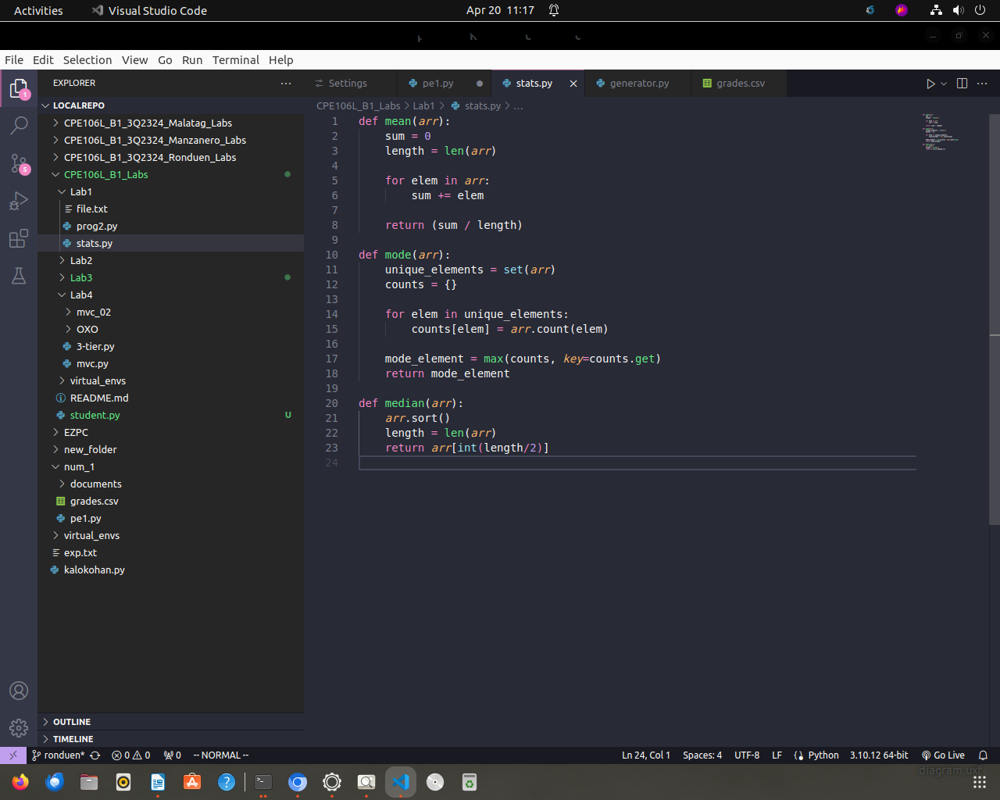 Activities Visual Studio Code Apr 20 11:17
File Edit Selection View Go Run Terminal Help
EXPLORER
Settings pe1.py stats.py generator.py grades.csv
LOCALREPO
CPE106L_B1_3Q2324_Malatag_Labs
CPE106L_B1_3Q2324_Manzanero_Labs
CPE106L_B1_3Q2324_Ronduen_Labs
CPE106L_B1_Labs
Lab1
file.txt
prog2.py
stats.py
Lab2
Lab3
Lab4
mvc_02
OXO
3-tier.py
mvc.py
virtual_envs
README.md
student.py U
EZPC
new_folder
num_1
documents
grades.csv
pe1.py
virtual_envs
exp.txt
kalokohan.py
OUTLINE
TIMELINE
1
5
CPE106L_B1_Labs > Lab1 > stats.py > ...
1 def mean(arr):
2 sum = 0
3 length = len(arr)
4
5 for elem in arr:
6 sum += elem
7
8 return (sum / length)
9
10 def mode(arr):
11 unique_elements = set(arr)
12 counts = {}
13
14 for elem in unique_elements:
15 counts[elem] = arr.count(elem)
16
17 mode_element = max(counts, key=counts.get)
18 return mode_element
19
20 def median(arr):
21 arr.sort()
22 length = len(arr)
23 return arr[int(length/2)]
24
ronduen* 0 0 0 -- NORMAL -- Ln 24, Col 1 Spaces: 4 UTF-8 LF Python 3.10.12 64-bit Go Live
diagram.uxf